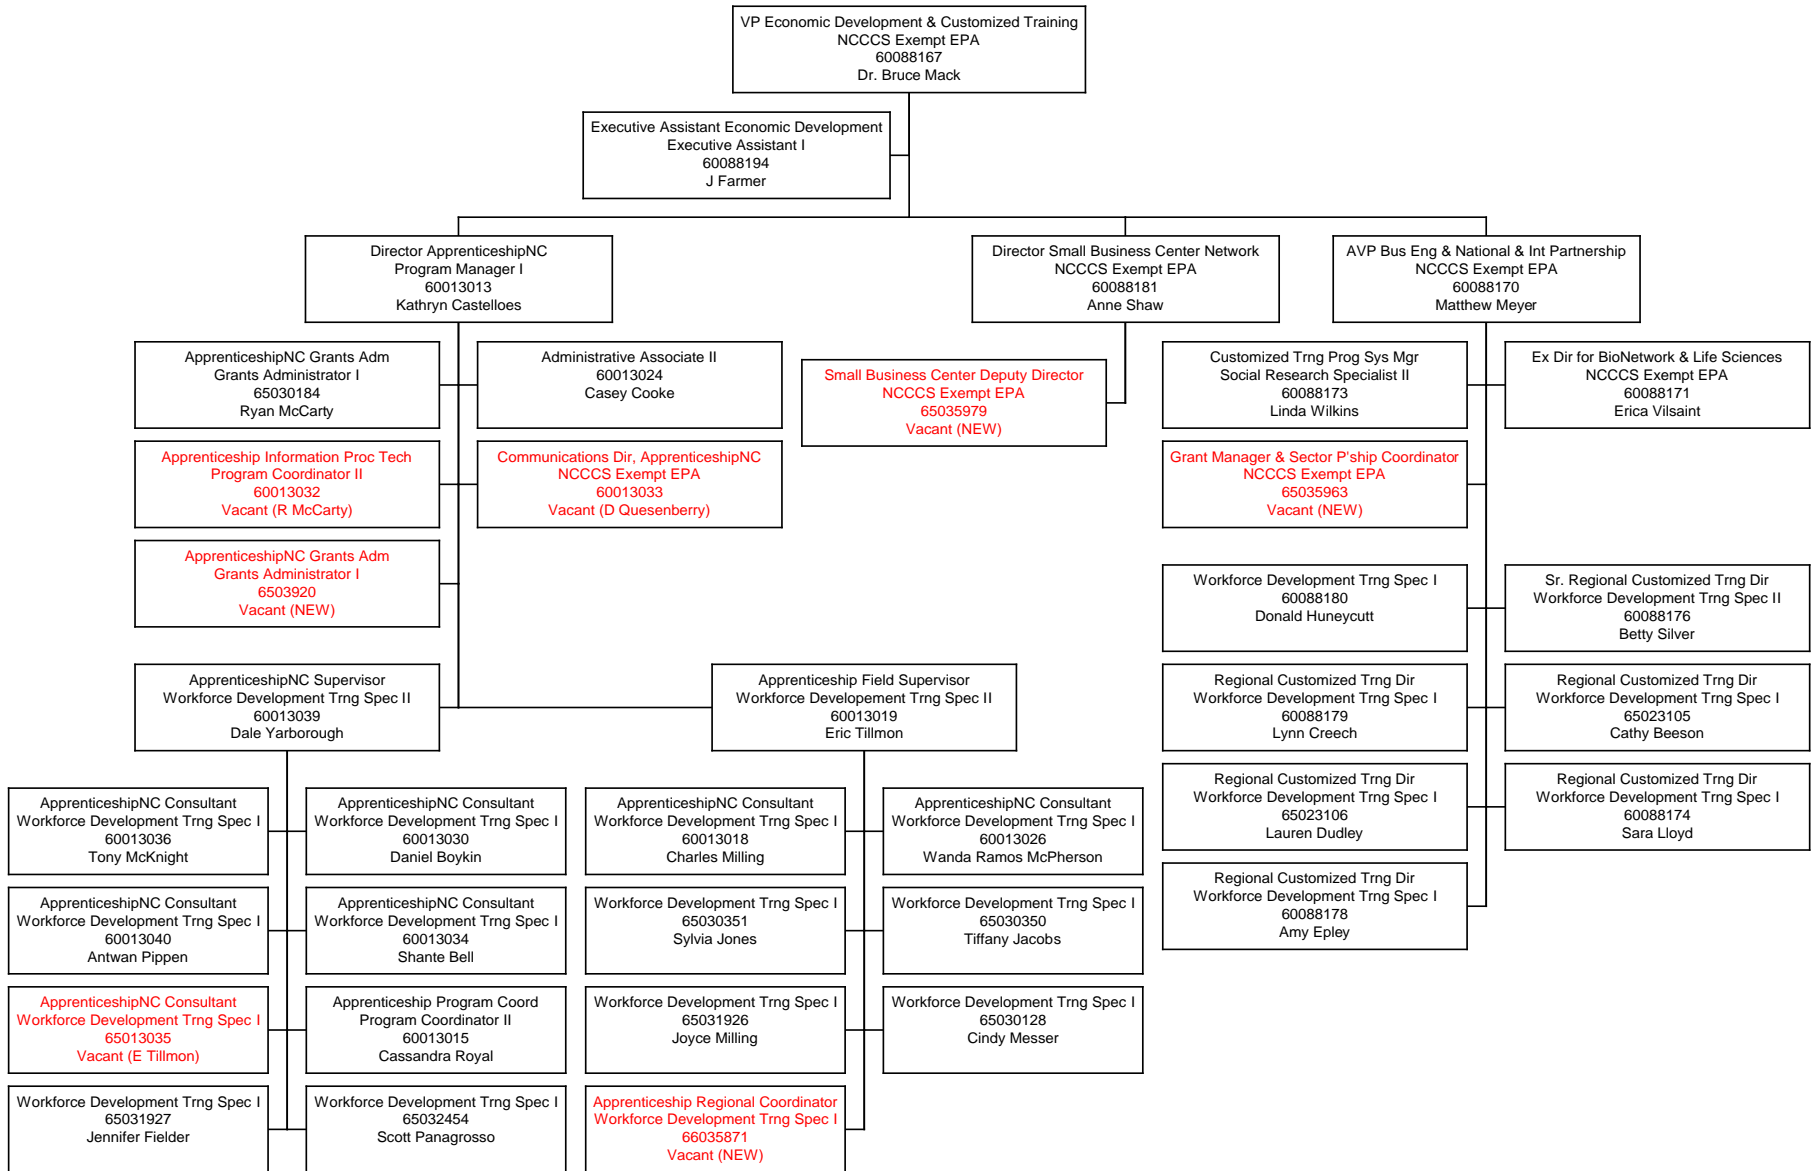 VP Economic Development & Customized Training
NCCCS Exempt EPA
60088167
Dr. Bruce Mack
Executive Assistant Economic Development
Executive Assistant I
60088194
J Farmer
Director ApprenticeshipNC
Program Manager I
60013013
Kathryn Castelloes
Director Small Business Center Network
NCCCS Exempt EPA
60088181
Anne Shaw
AVP Bus Eng & National & Int Partnership
NCCCS Exempt EPA
60088170
Matthew Meyer
ApprenticeshipNC Grants Adm
Grants Administrator I
65030184
Ryan McCarty
Administrative Associate II
60013024
Casey Cooke
Small Business Center Deputy Director
NCCCS Exempt EPA
65035979
Vacant (NEW)
Customized Trng Prog Sys Mgr
Social Research Specialist II
60088173
Linda Wilkins
Ex Dir for BioNetwork & Life Sciences
NCCCS Exempt EPA
60088171
Erica Vilsaint
Apprenticeship Information Proc Tech
Program Coordinator II
60013032
Vacant (R McCarty)
Communications Dir, ApprenticeshipNC
NCCCS Exempt EPA
60013033
Vacant (D Quesenberry)
Grant Manager & Sector P'ship Coordinator
NCCCS Exempt EPA
65035963
Vacant (NEW)
ApprenticeshipNC Grants Adm
Grants Administrator I
6503920
Vacant (NEW)
Workforce Development Trng Spec I
60088180
Donald Huneycutt
Sr. Regional Customized Trng Dir
Workforce Development Trng Spec II
60088176
Betty Silver
ApprenticeshipNC Supervisor
Workforce Development Trng Spec II
60013039
Dale Yarborough
Apprenticeship Field Supervisor
Workforce Developement Trng Spec II
60013019
Eric Tillmon
Regional Customized Trng Dir
Workforce Development Trng Spec I
60088179
Lynn Creech
Regional Customized Trng Dir
Workforce Development Trng Spec I
65023105
Cathy Beeson
ApprenticeshipNC Consultant
Workforce Development Trng Spec I
60013036
Tony McKnight
ApprenticeshipNC Consultant
Workforce Development Trng Spec I
60013030
Daniel Boykin
ApprenticeshipNC Consultant
Workforce Development Trng Spec I
60013018
Charles Milling
ApprenticeshipNC Consultant
Workforce Development Trng Spec I
60013026
Wanda Ramos McPherson
Regional Customized Trng Dir
Workforce Development Trng Spec I
65023106
Lauren Dudley
Regional Customized Trng Dir
Workforce Development Trng Spec I
60088174
Sara Lloyd
ApprenticeshipNC Consultant
Workforce Development Trng Spec I
60013040
Antwan Pippen
ApprenticeshipNC Consultant
Workforce Development Trng Spec I
60013034
Shante Bell
Workforce Development Trng Spec I
65030351
Sylvia Jones
Workforce Development Trng Spec I
65030350
Tiffany Jacobs
Regional Customized Trng Dir
Workforce Development Trng Spec I
60088178
Amy Epley
ApprenticeshipNC Consultant
Workforce Development Trng Spec I
65013035
Vacant (E Tillmon)
Apprenticeship Program Coord
Program Coordinator II
60013015
Cassandra Royal
Workforce Development Trng Spec I
65031926
Joyce Milling
Workforce Development Trng Spec I
65030128
Cindy Messer
Workforce Development Trng Spec I
65031927
Jennifer Fielder
Workforce Development Trng Spec I
65032454
Scott Panagrosso
Apprenticeship Regional Coordinator
Workforce Development Trng Spec I
66035871
Vacant (NEW)